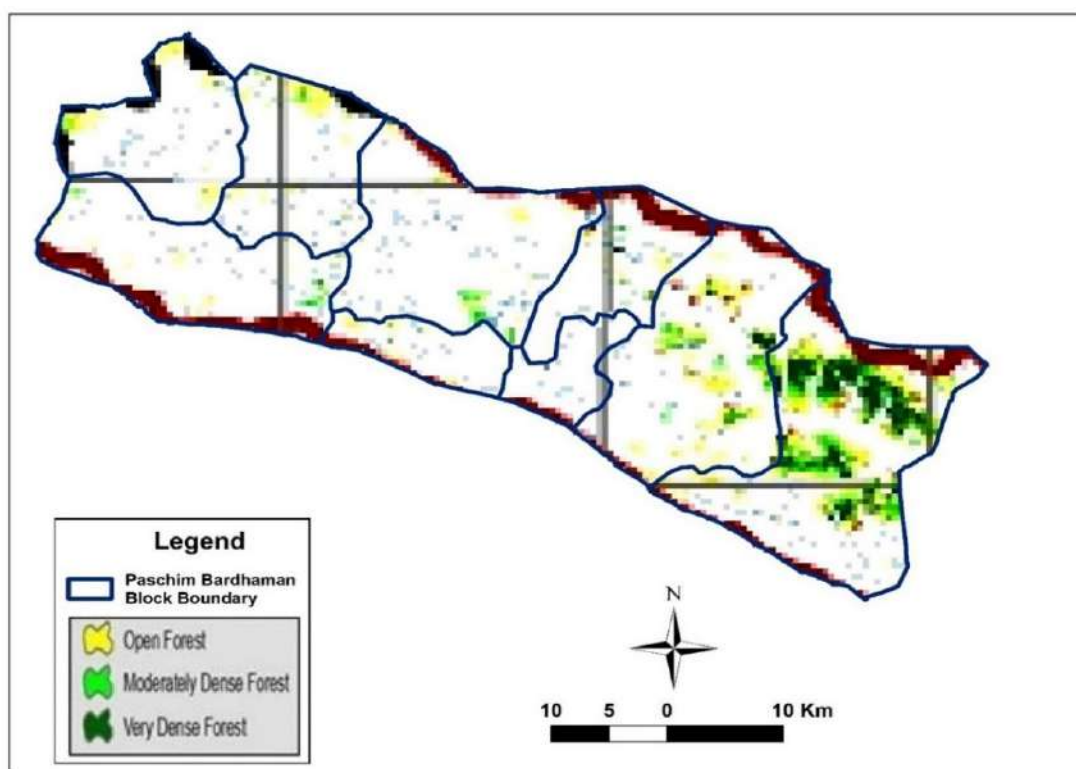 Legend
Paschim Bardhaman
Block Boundary
Open Forest
Moderately Dense Forest
Very Dense Forest
N
10 5 0 10 Km